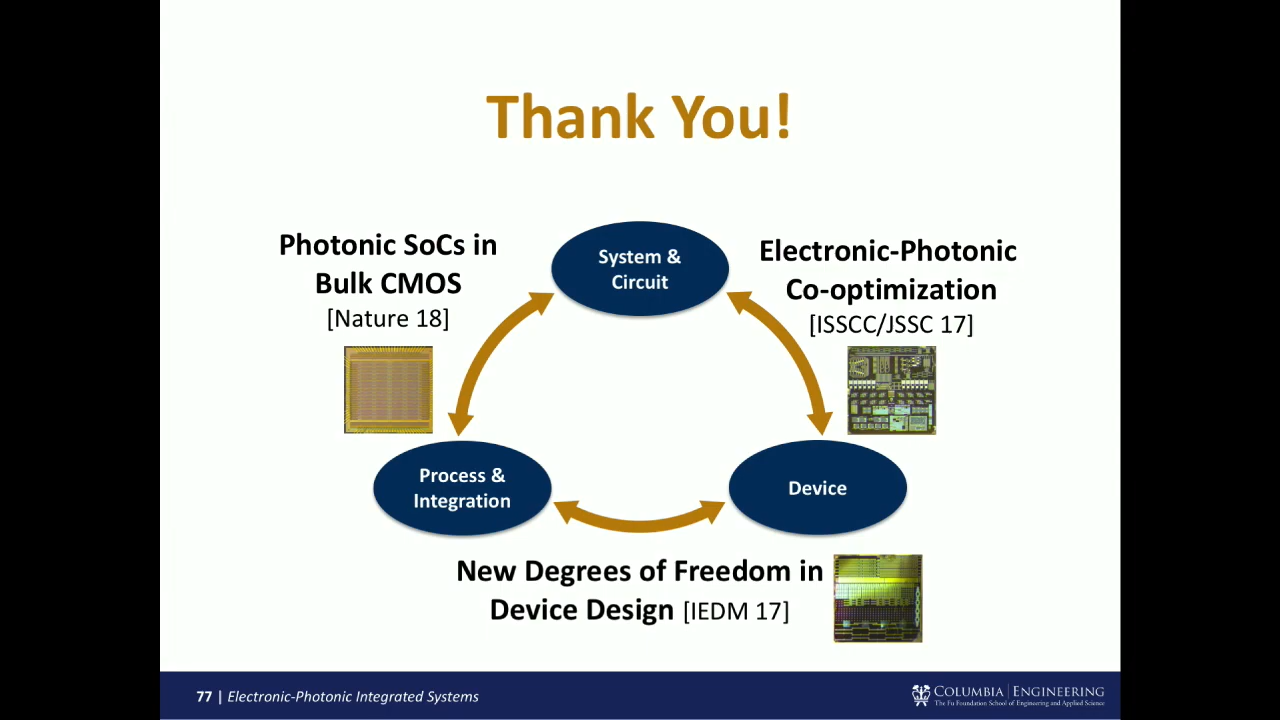 Thank You!
Photonic SoCs in
Bulk CMOS
[Nature 18]
System &
Circuit
Electronic-Photonic
Co-optimization
[ISSCC/JSSC 17]
Process &
Integration
Device
New Degrees of Freedom in
Device Design [IEDM 17]
77 | Electronic-Photonic Integrated Systems
COLUMBIA | ENGINEERING
The Fu Foundation School of Engineering and Applied Science